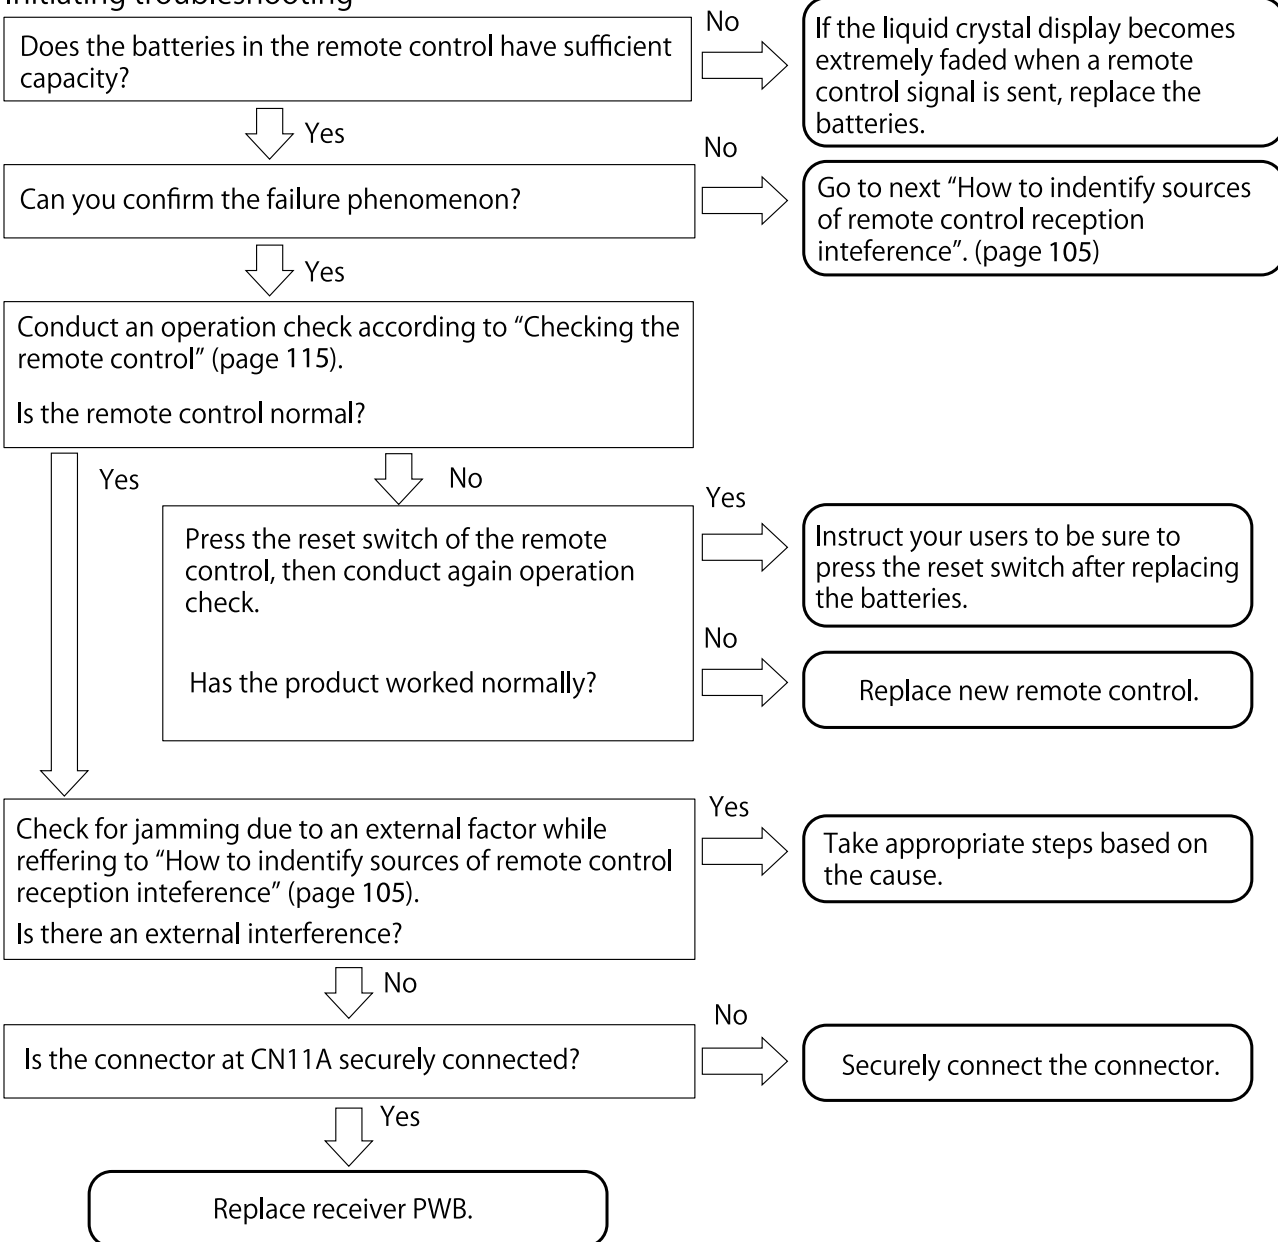 Initiating troubleshooting
Does the batteries in the remote control have sufficient
capacity?
No
If the liquid crystal display becomes
extremely faded when a remote
control signal is sent, replace the
batteries.
Yes
Can you confirm the failure phenomenon?
No
Go to next “How to indentify sources
of remote control reception
inteference”. (page 105)
Yes
Conduct an operation check according to “Checking the
remote control” (page 115).
Is the remote control normal?
Yes
No
Press the reset switch of the remote
control, then conduct again operation
check.
Has the product worked normally?
Yes
Instruct your users to be sure to
press the reset switch after replacing
the batteries.
No
Replace new remote control.
Check for jamming due to an external factor while
reffering to “How to indentify sources of remote control
reception inteference” (page 105).
Is there an external interference?
Yes
Take appropriate steps based on
the cause.
No
Is the connector at CN11A securely connected?
No
Securely connect the connector.
Yes
Replace receiver PWB.